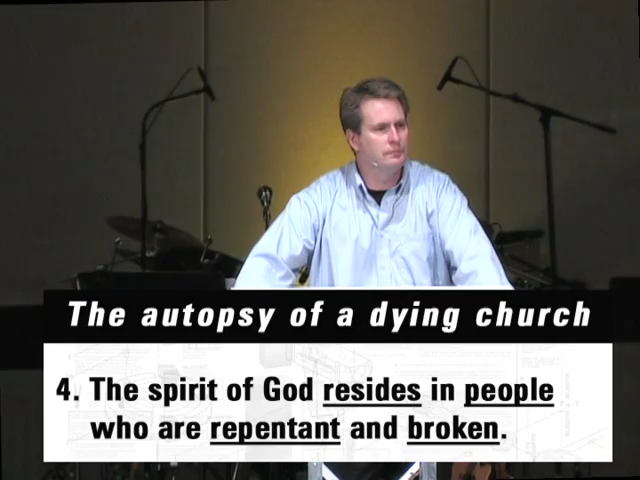 The autopsy of a dying church
4. The spirit of God resides in people
who are repentant and broken.